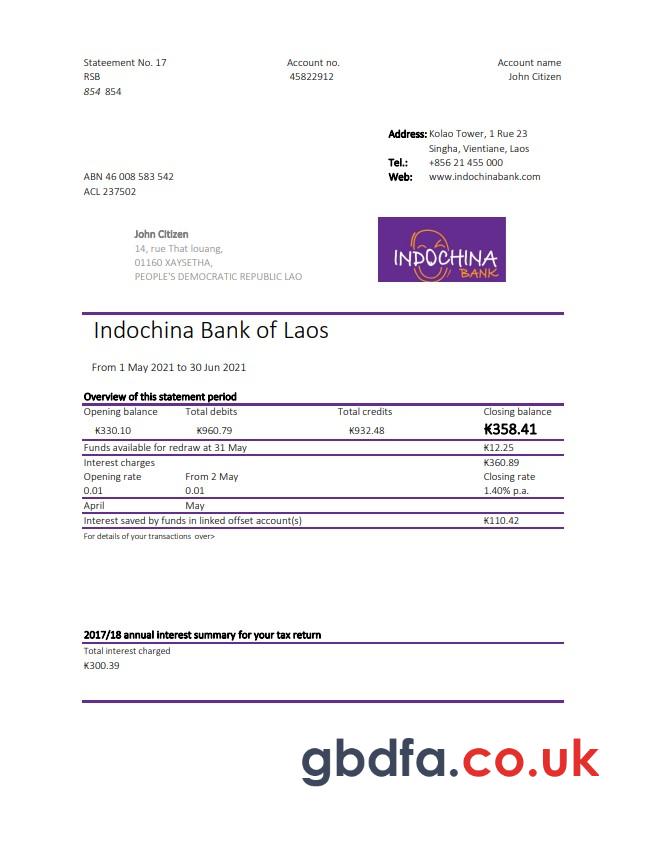 Stateement No. 17 Account no. Account name
RSB 45822912 John Citizen
854 854
Address: Kolao Tower, 1 Rue 23
Singha, Vientiane, Laos
Tel.: +856 21 455 000
ABN 46 008 583 542 Web: www.indochinabank.com
ACL 237502
John Citizen
14, rue That louang,
01160 XAYSETHA,
PEOPLE'S DEMOCRATIC REPUBLIC LAO
INDOCHINA
BANK
Indochina Bank of Laos
From 1 May 2021 to 30 Jun 2021
Overview of this statement period
Opening balance Total debits Total credits Closing balance
₭330.10 ₭960.79 ₭932.48 ₭358.41
Funds available for redraw at 31 May ₭12.25
Interest charges ₭360.89
Opening rate From 2 May Closing rate
0.01 0.01 1.40% p.a.
April May
Interest saved by funds in linked offset account(s) ₭110.42
For details of your transactions over>
2017/18 annual interest summary for your tax return
Total interest charged
₭300.39
gbdfa.co.uk